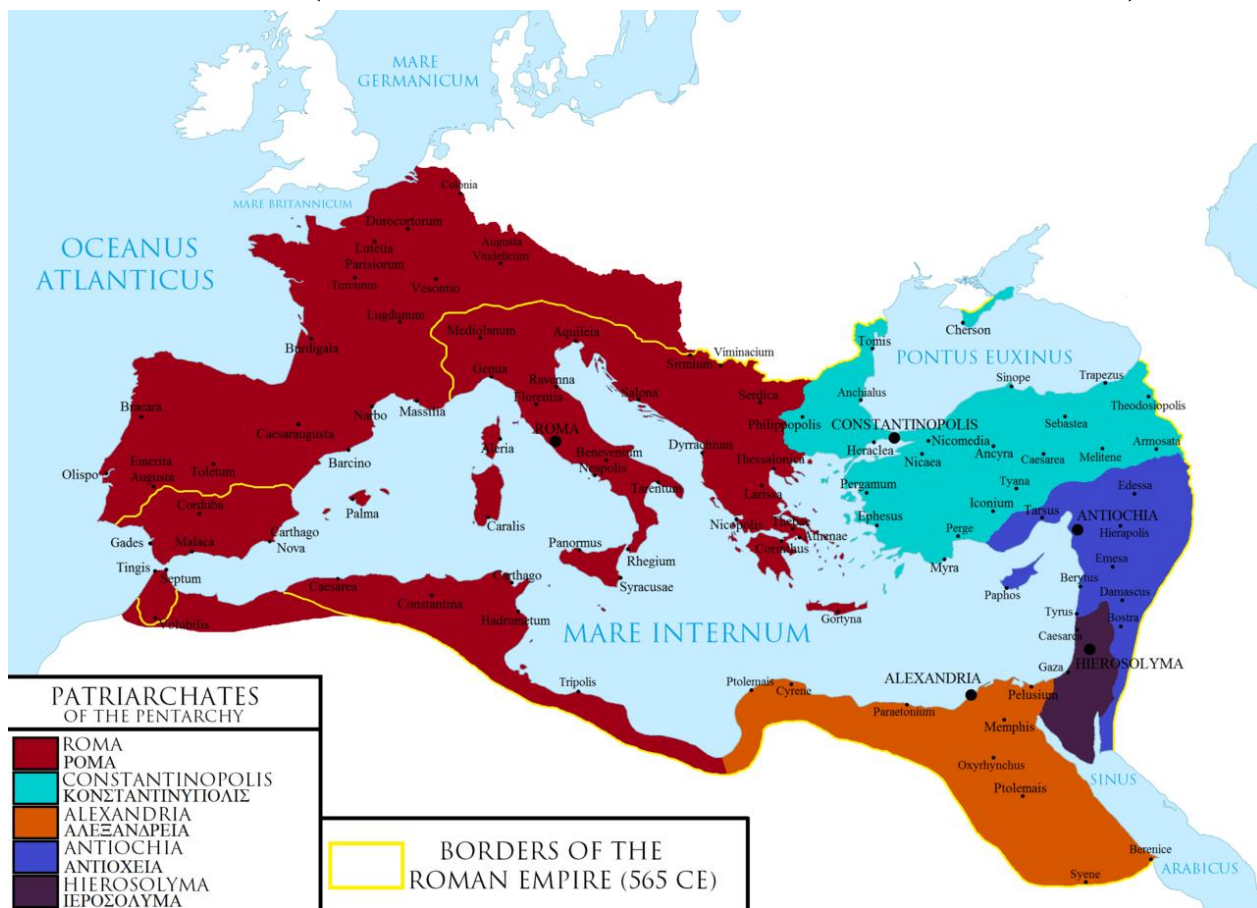 MARE
GERMANICUM
MARE BRITANNICUM
OCEANUS
ATLANTICUS
PONTUS EUXINUS
MARE INTERNUM
SINUS
ARABICUS
Colonia
Durocortorum
Lutetia
Parisiorum
Augusta
Vindelicum
Turonum
Vesontio
Lugdunum
Burdigala
Mediolanum
Aquileia
Genua
Ravenna
Florentia
ROMA
Sirmium
Viminacium
Salona
Serdica
Philippopolis
Tomis
Anchialus
Cherson
Sinope
Trapezus
Theodosiopolis
CONSTANTINOPOLIS
Heraclea
Nicomedia
Nicaea
Ancyra
Sebastea
Caesarea
Melitene
Armosata
Bracara
Caesaraugusta
Narbo
Massilia
Barcino
Olispo
Emerita
Augusta
Toletum
Corduba
Palma
Carthago
Nova
Gades
Malaca
Tingis
Septum
Volubilis
Aleria
Caralis
Beneventum
Neapolis
Tarentum
Dyrrachium
Thessalonica
Larissa
Nicopolis
Thebae
Athenae
Corinthus
Panormus
Rhegium
Syracusae
Pergamum
Ephesus
Tyana
Iconium
Perge
Myra
Tarsus
Edessa
ANTIOCHIA
Hierapolis
Emesa
Paphos
Berytus
Damascus
Tyrus
Bostra
Caesarea
HIEROSOLYMA
Gaza
Caesarea
Constantina
Carthago
Hadrumetum
Gortyna
Tripolis
Ptolemais
Cyrene
Paraetonium
ALEXANDRIA
Pelusium
Memphis
Oxyrhynchus
Ptolemais
Berenice
Syene
PATRIARCHATES
OF THE PENTARCHY
ROMA
ΡΟΜΑ
CONSTANTINOPOLIS
ΚΟΝΣΤΑΝΤΙΝΥΠΟΛΙΣ
ALEXANDRIA
ΑΛΕΞΑΝΔΡΕΙΑ
ANTIOCHIA
ΑΝΤΙΟΧΕΙΑ
HIEROSOLYMA
ΙΕΡΟΣΟΛΥΜΑ
BORDERS OF THE
ROMAN EMPIRE (565 CE)